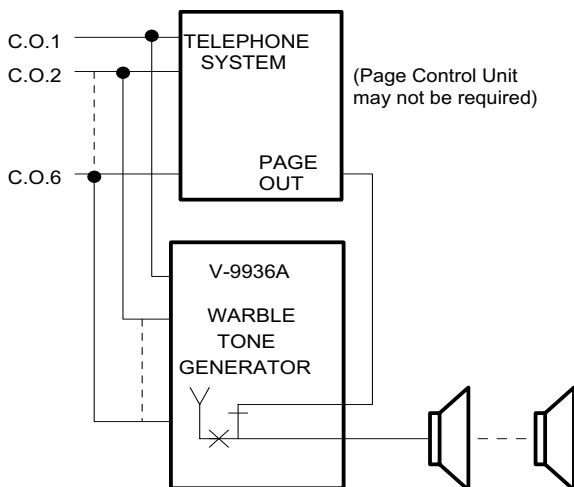 C.O.1
C.O.2
C.O.6
TELEPHONE
SYSTEM
(Page Control Unit
may not be required)
PAGE
OUT
V-9936A
WARBLE
TONE
GENERATOR